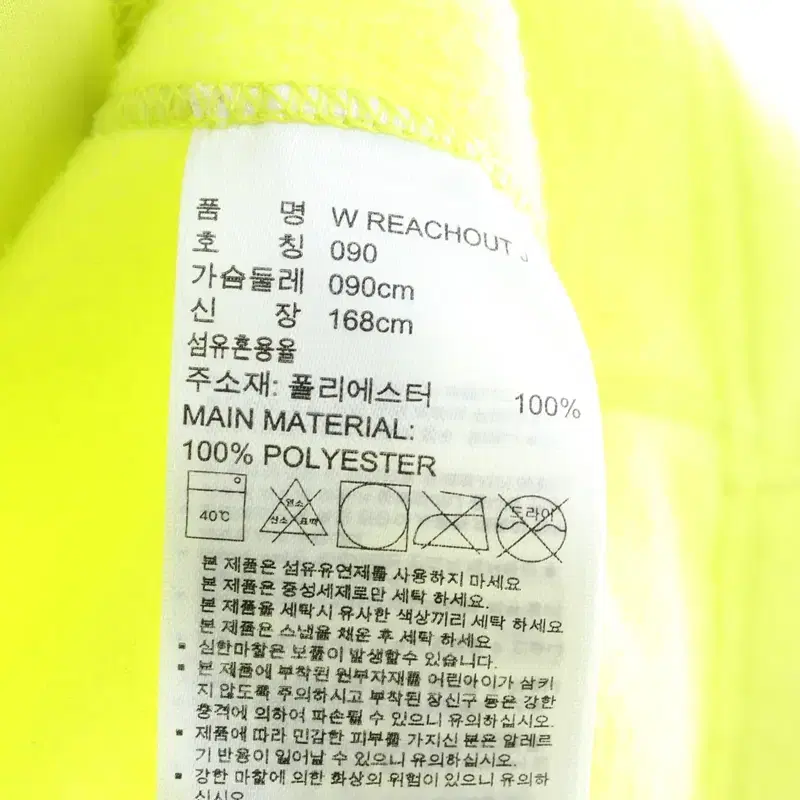 품 명 W REACHOUT J
호 칭 090
가슴둘레 090cm
신 장 168cm
섬유혼용율
주소재: 폴리에스터 100%
MAIN MATERIAL:
100% POLYESTER
40℃ 염소 산소 표백 드라이
본 제품은 섬유유연제를 사용하지 마세요
본 제품은 중성세제로만 세탁 하세요.
본 제품을 세탁시 유사한 색상끼리 세탁 하세요
본 제품은 스냅을 채운 후 세탁 하세요
▪ 심한마찰은 보풀이 발생할수 있습니다.
▪ 본 제품에 부착된 원부자재를 어린아이가 삼키
지 않도록 주의하시고 부착된 장신구 등은 강한
충격에 의하여 파손될 수 있으니 유의하십시오.
▪ 제품에 따라 민감한 피부를 가지신 분은 알레르
기 반응이 일어날 수 있으니 유의하십시오.
▪ 강한 마찰에 의한 화상의 위험이 있으니 유의하
십시오